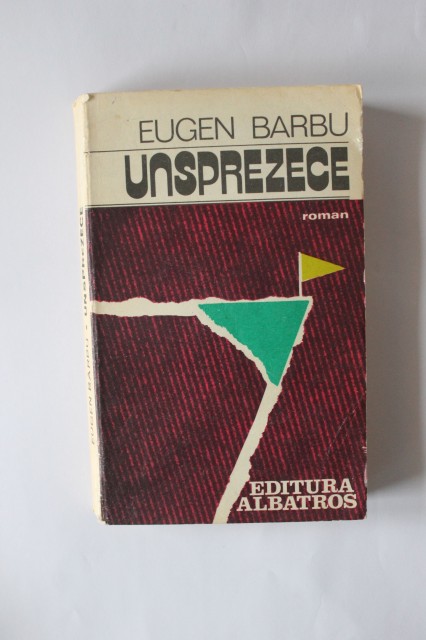 EUGEN BARBU
UNSPREZECE
roman
EDITURA
ALBATROS
EUGEN BARBU • UNSPREZECE